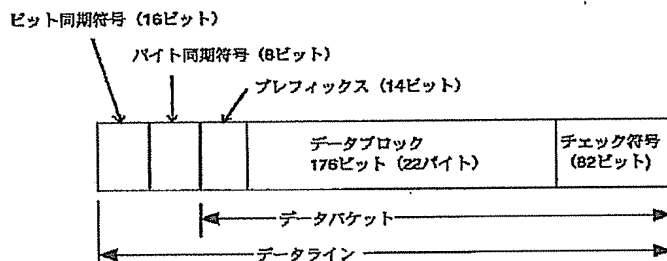 ビット同期符号（16ビット）
バイト同期符号（8ビット）
プレフィックス（14ビット）
データブロック
176ビット（22バイト）
チェック符号
（82ビット）
データパケット
データライン